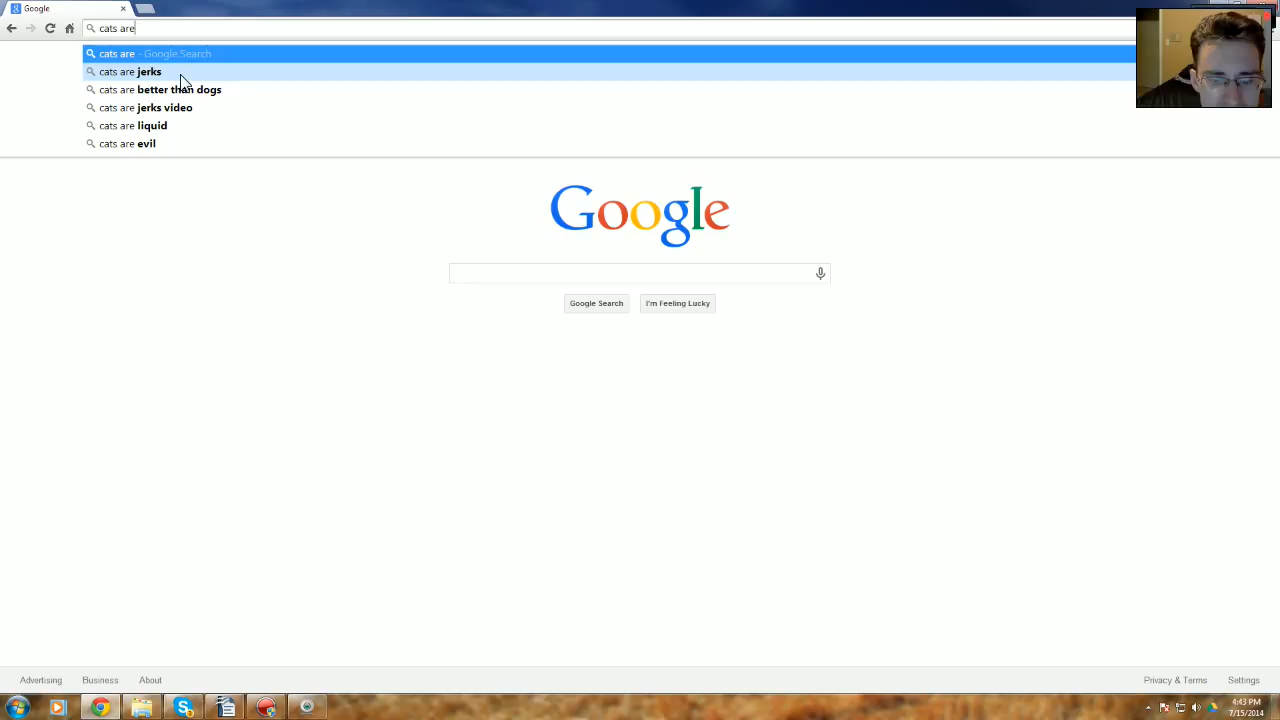 Google
cats are
cats are - Google Search
cats are jerks
cats are better than dogs
cats are jerks video
cats are liquid
cats are evil
Google
Google Search
I'm Feeling Lucky
Advertising
Business
About
Privacy & Terms
Settings
4:43 PM
7/15/2014